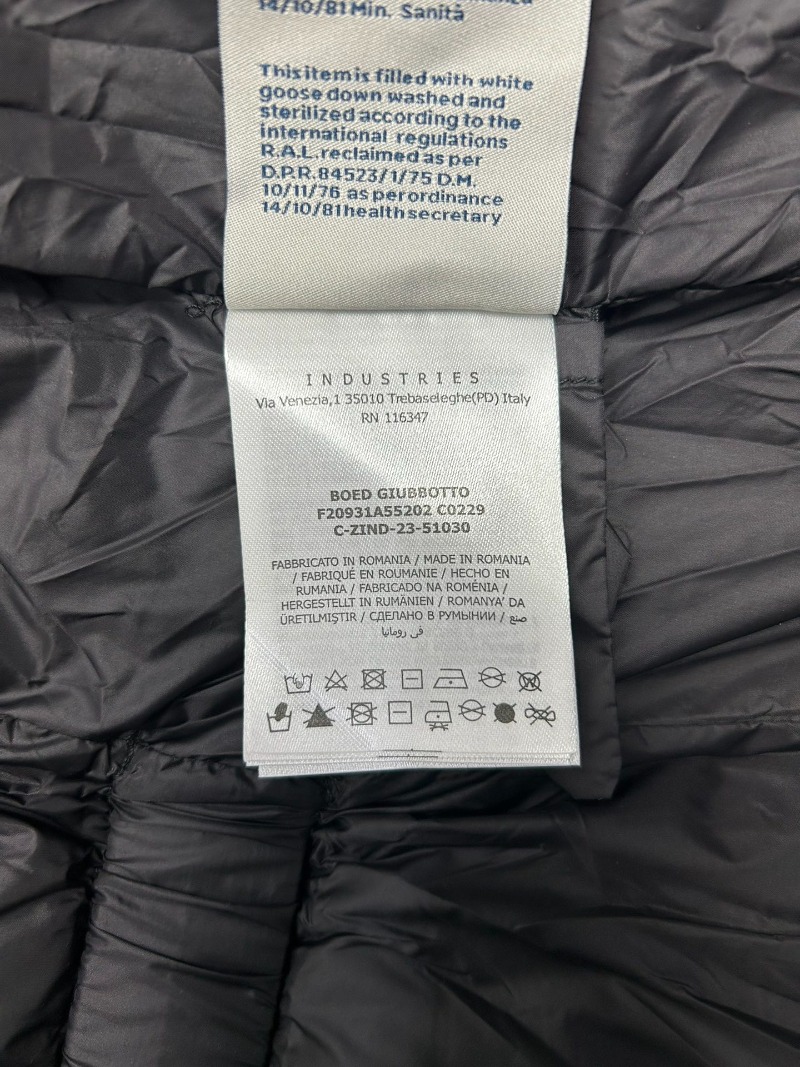 14/10/81 Min. Sanità
This item is filled with white
goose down washed and
sterilized according to the
international regulations
R.A.L. reclaimed as per
D.P.R. 84523/1/75 D.M.
10/11/76 as per ordinance
14/10/81 health secretary
INDUSTRIES
Via Venezia,1 35010 Trebaseleghe(PD) Italy
RN 116347
BOED GIUBBOTTO
F20931A55202 C0229
C-ZIND-23-51030
FABBRICATO IN ROMANIA / MADE IN ROMANIA
/ FABRIQUÉ EN ROUMANIE / HECHO EN
RUMANIA / FABRICADO NA ROMÉNIA /
HERGESTELLT IN RUMÄNIEN / ROMANYA' DA
ÜRETILMIŞTIR / СДЕЛАНО В РУМЫНИИ / صنع
في رومانيا